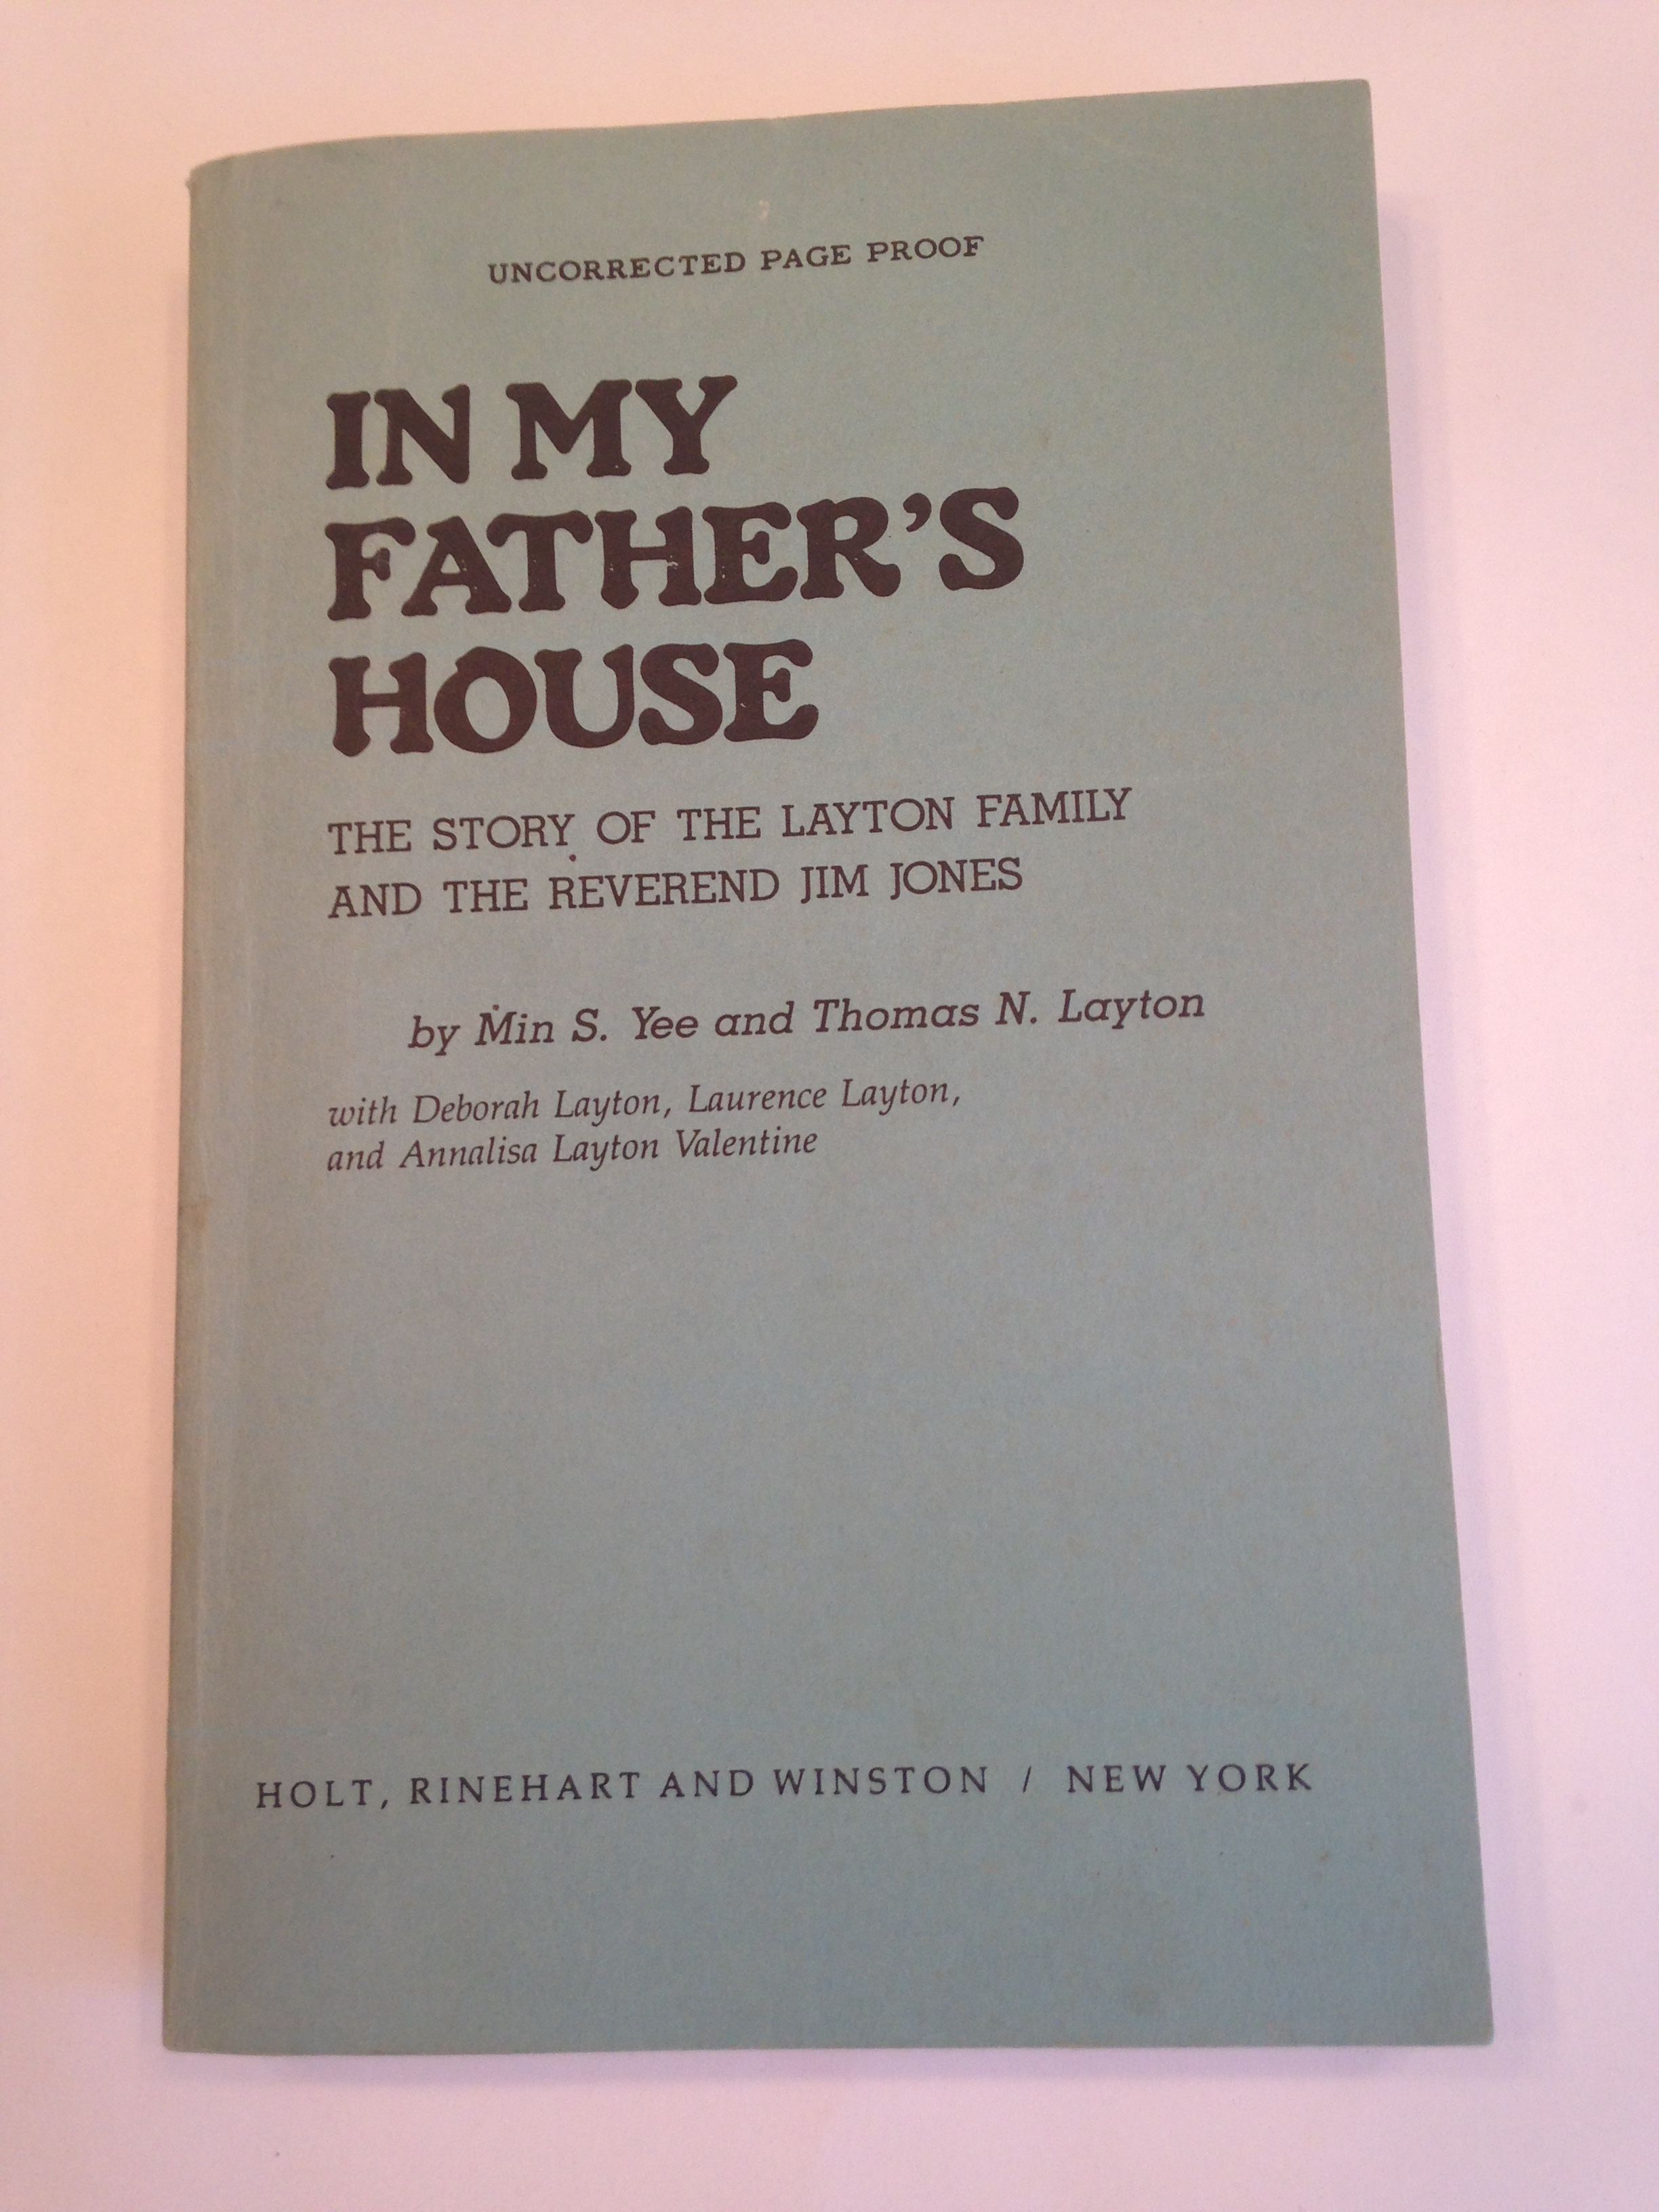 UNCORRECTED PAGE PROOF
IN MY
FATHER'S
HOUSE
THE STORY OF THE LAYTON FAMILY
AND THE REVEREND JIM JONES
by Min S. Yee and Thomas N. Layton
with Deborah Layton, Laurence Layton,
and Annalisa Layton Valentine
HOLT, RINEHART AND WINSTON / NEW YORK